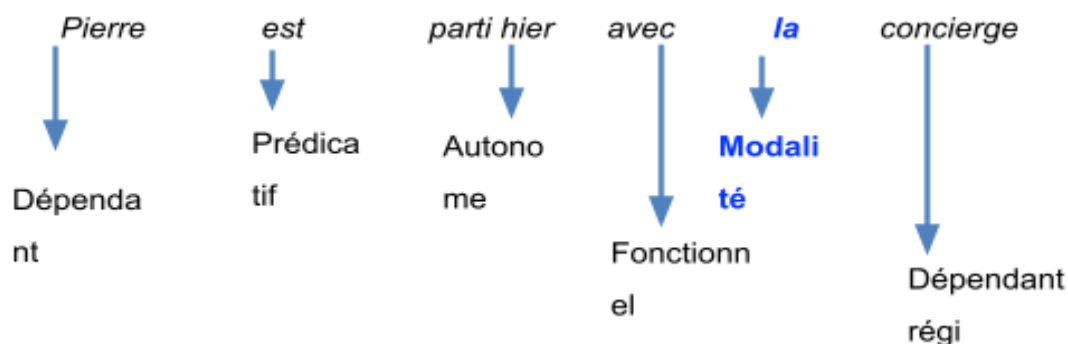 Pierre est parti hier avec la concierge
Dépenda
nt
Prédica
tif
Autono
me
Fonctionn
el
Modali
té
Dépendant
régi